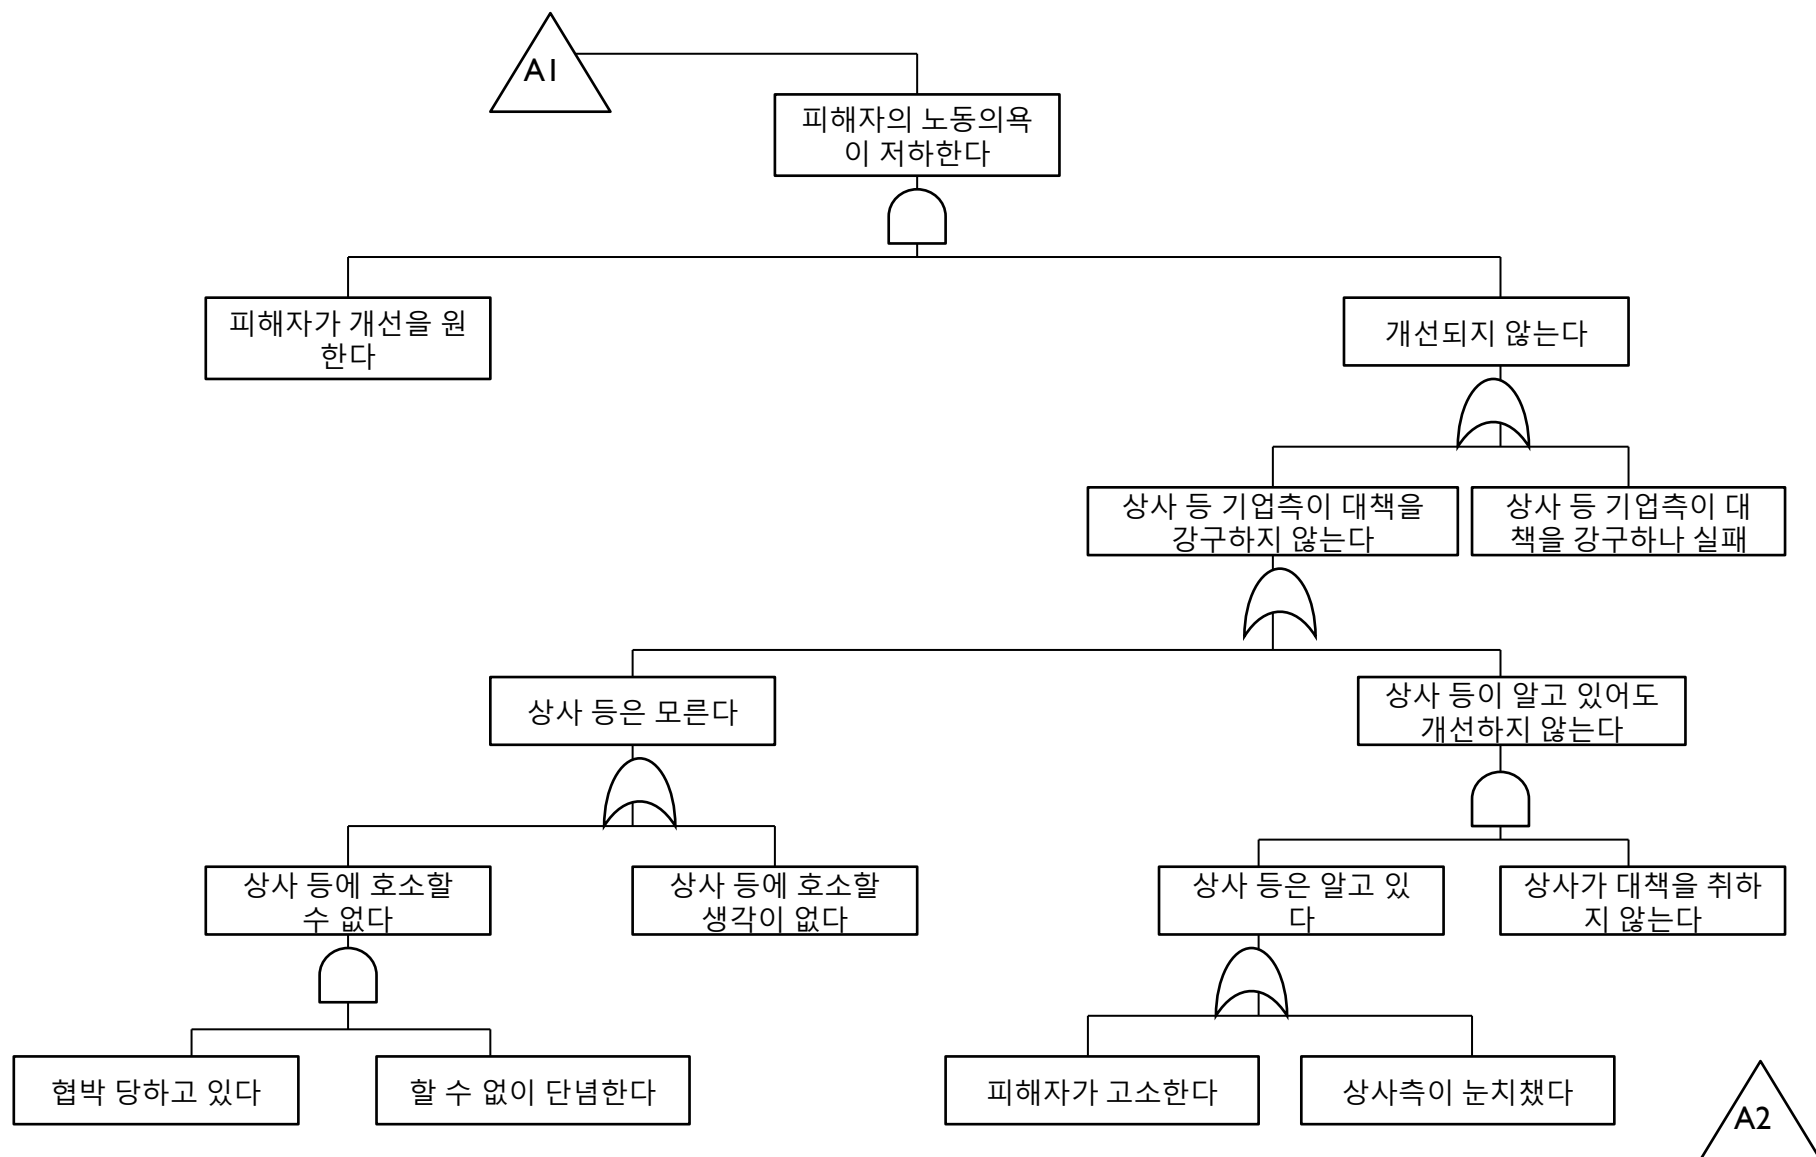 A1
피해자의 노동의욕
이 저하한다
피해자가 개선을 원
한다
개선되지 않는다
상사 등 기업측이 대책을
강구하지 않는다
상사 등 기업측이 대
책을 강구하나 실패
상사 등은 모른다
상사 등이 알고 있어도
개선하지 않는다
상사 등에 호소할
수 없다
상사 등에 호소할
생각이 없다
상사 등은 알고 있
다
상사가 대책을 취하
지 않는다
협박 당하고 있다
할 수 없이 단념한다
피해자가 고소한다
상사측이 눈치챘다
A2